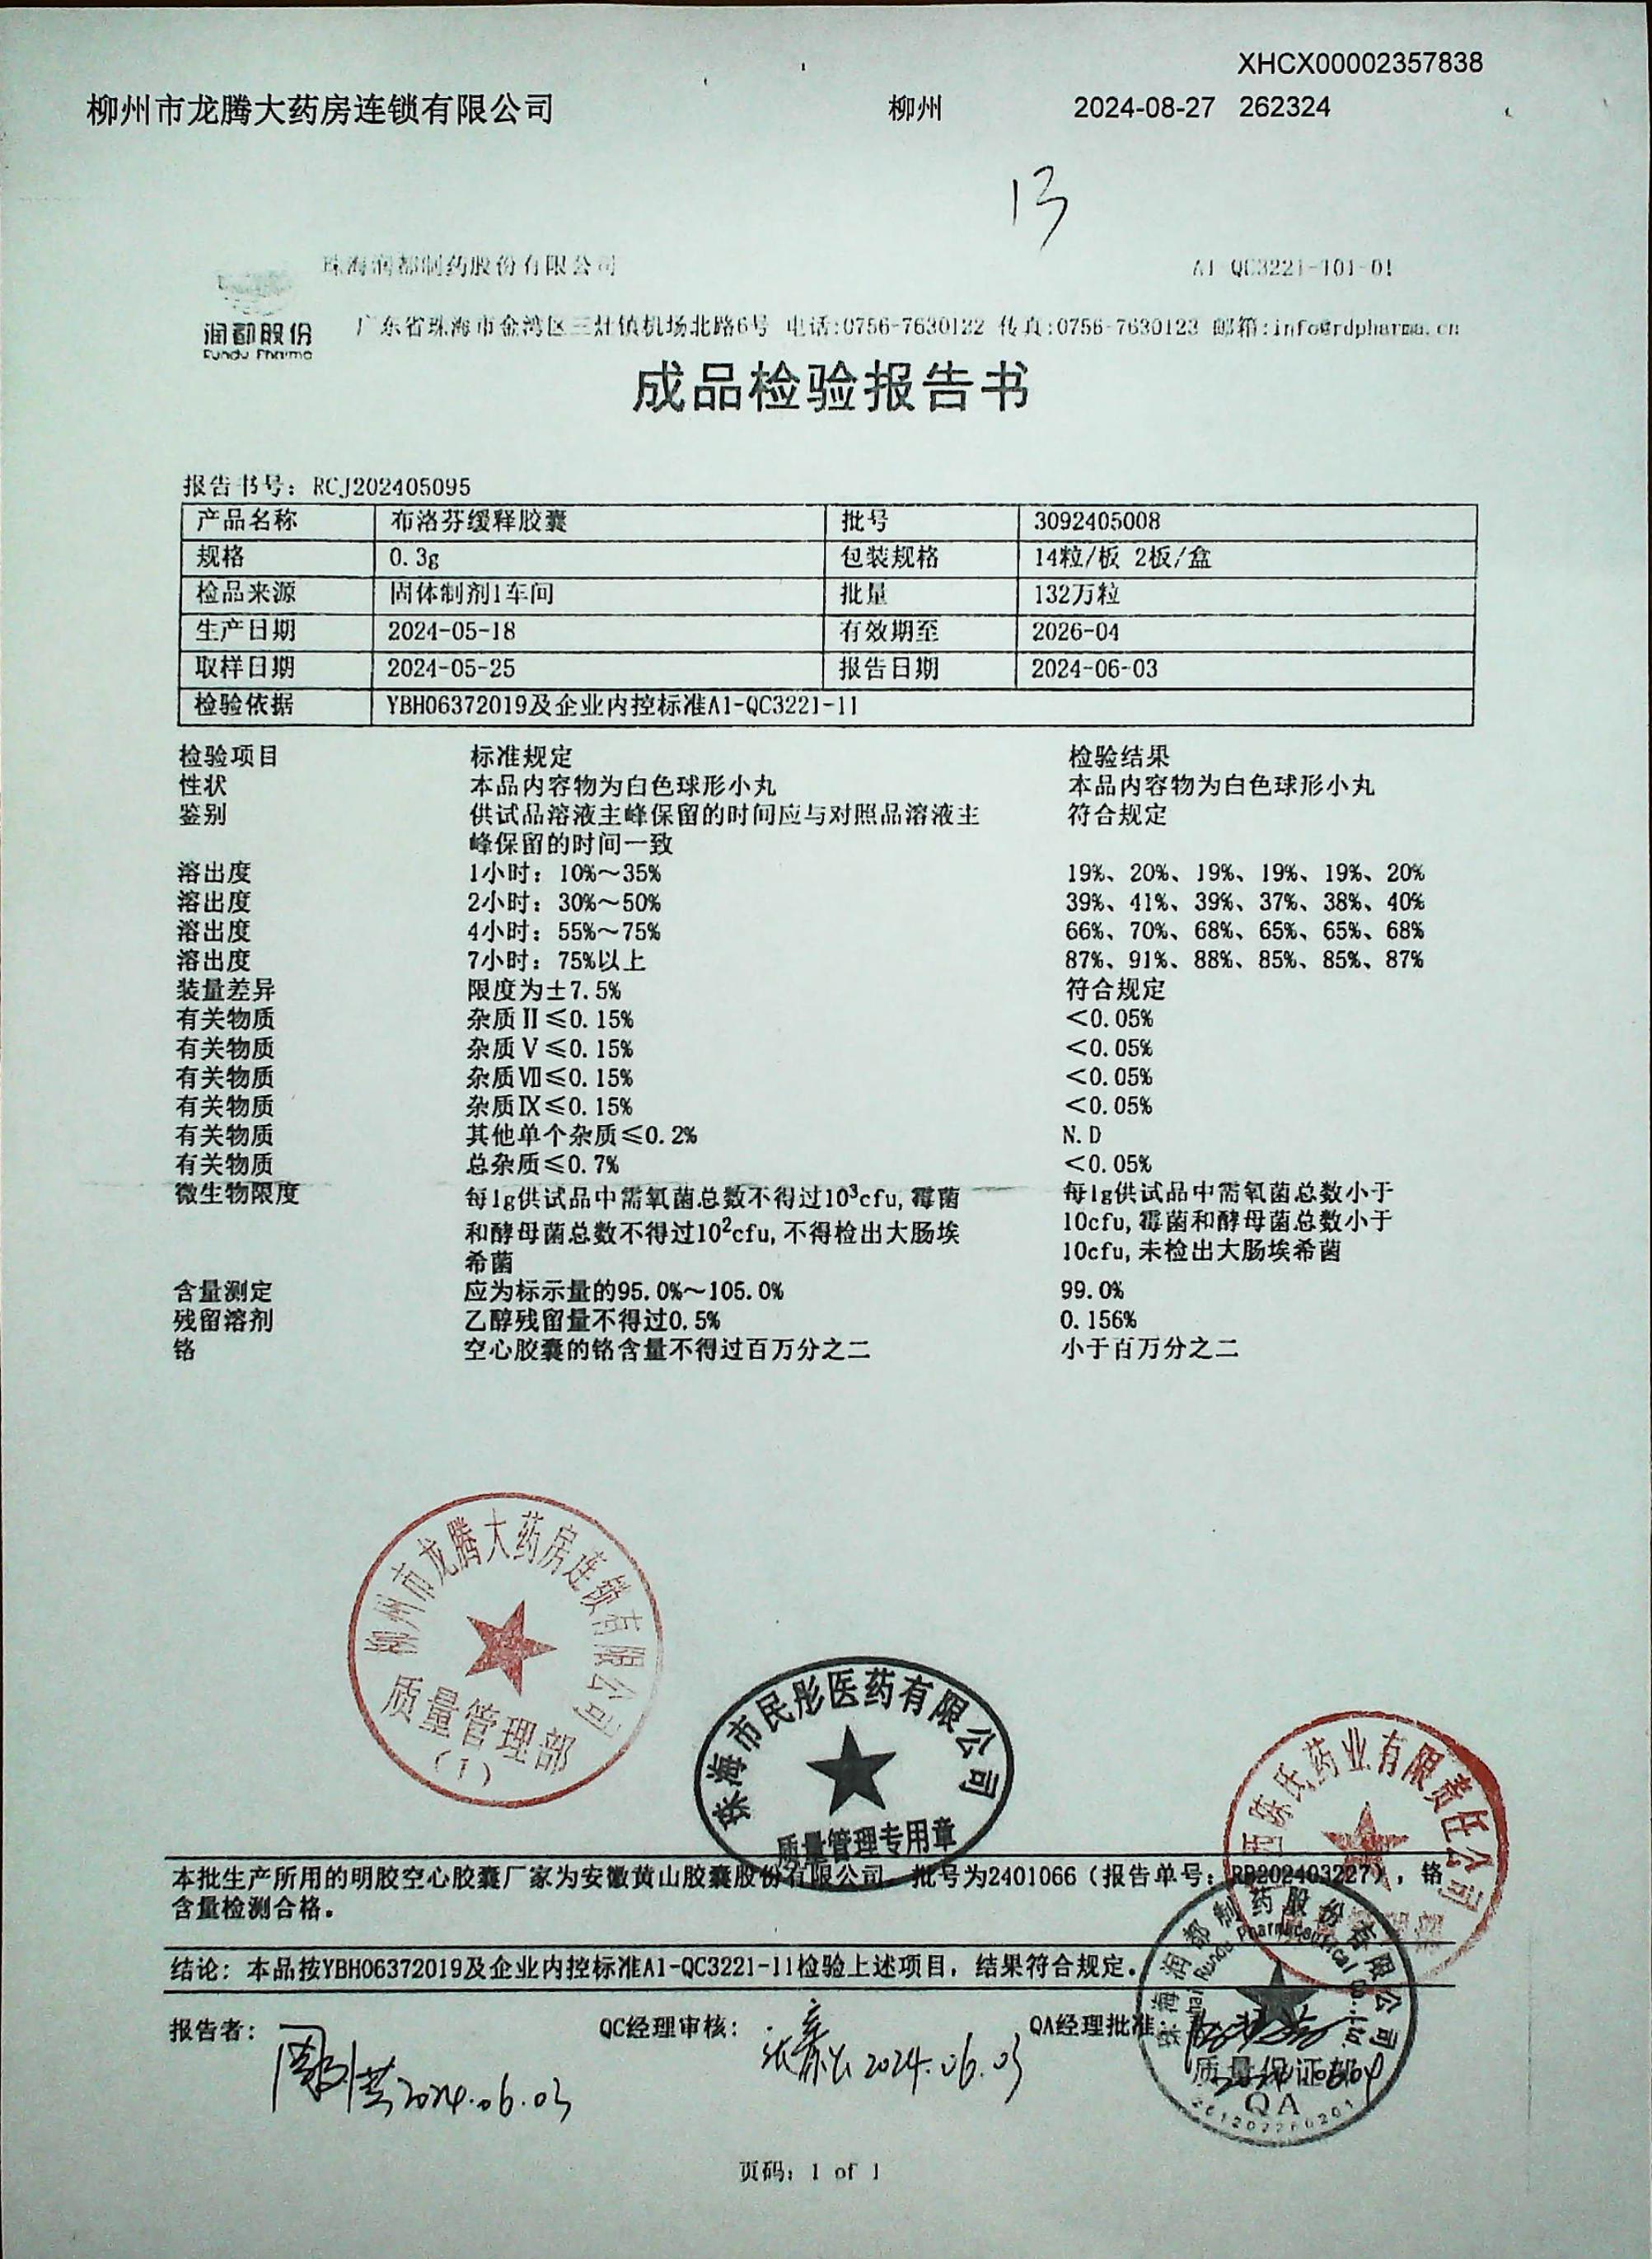 XHCX00002357838
柳州市龙腾大药房连锁有限公司 柳州 2024-08-27 262324
13
珠海润都制药股份有限公司 A1-QC3221-101-01
润都股份
Rundu Pharma
广东省珠海市金湾区三灶镇机场北路6号 电话:0756-7630122 传真:0756-7630123 邮箱:info@rdpharma.cn
成品检验报告书
报告书号：RCJ202405095
产品名称 布洛芬缓释胶囊 批号 3092405008
规格 0.3g 包装规格 14粒/板 2板/盒
检品来源 固体制剂1车间 批量 132万粒
生产日期 2024-05-18 有效期至 2026-04
取样日期 2024-05-25 报告日期 2024-06-03
检验依据 YBH06372019及企业内控标准A1-QC3221-11
检验项目 标准规定 检验结果
性状 本品内容物为白色球形小丸 本品内容物为白色球形小丸
鉴别 供试品溶液主峰保留的时间应与对照品溶液主 符合规定
峰保留的时间一致
溶出度 1小时：10%～35% 19%、20%、19%、19%、19%、20%
溶出度 2小时：30%～50% 39%、41%、39%、37%、38%、40%
溶出度 4小时：55%～75% 66%、70%、68%、65%、65%、68%
溶出度 7小时：75%以上 87%、91%、88%、85%、85%、87%
装量差异 限度为±7.5% 符合规定
有关物质 杂质Ⅱ≤0.15% <0.05%
有关物质 杂质Ⅴ≤0.15% <0.05%
有关物质 杂质Ⅶ≤0.15% <0.05%
有关物质 杂质Ⅸ≤0.15% <0.05%
有关物质 其他单个杂质≤0.2% N.D
有关物质 总杂质≤0.7% <0.05%
微生物限度 每1g供试品中需氧菌总数不得过10³cfu,霉菌 每1g供试品中需氧菌总数小于
和酵母菌总数不得过10²cfu,不得检出大肠埃 10cfu,霉菌和酵母菌总数小于
希菌 10cfu,未检出大肠埃希菌
含量测定 应为标示量的95.0%～105.0% 99.0%
残留溶剂 乙醇残留量不得过0.5% 0.156%
铬 空心胶囊的铬含量不得过百万分之二 小于百万分之二
柳州市龙腾大药房连锁有限公司
质量管理部
(1)
珠海市民彤医药有限公司
质量管理专用章
陈氏药业有限责任公司
本批生产所用的明胶空心胶囊厂家为安徽黄山胶囊股份有限公司，批号为2401066（报告单号：RB202403227），铬
含量检测合格。
结论：本品按YBH06372019及企业内控标准A1-QC3221-11检验上述项目，结果符合规定。
珠海润都制药股份有限公司
质量保证部
QA
报告者： 2024.06.03 QC经理审核： 2024.06.03 QA经理批准：
页码：1 of 1